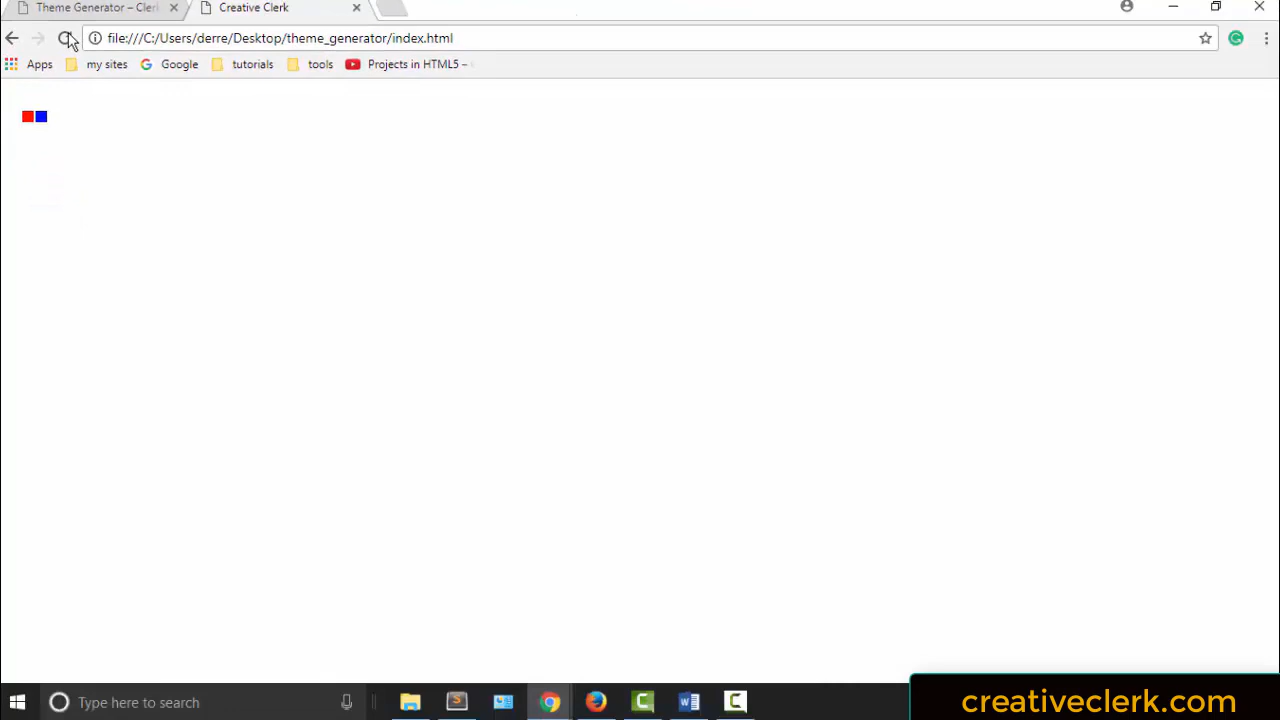 Theme Generator – Clerk
Creative Clerk
file:///C:/Users/derre/Desktop/theme_generator/index.html
Apps my sites Google tutorials tools Projects in HTML5 –
Type here to search
creativeclerk.com